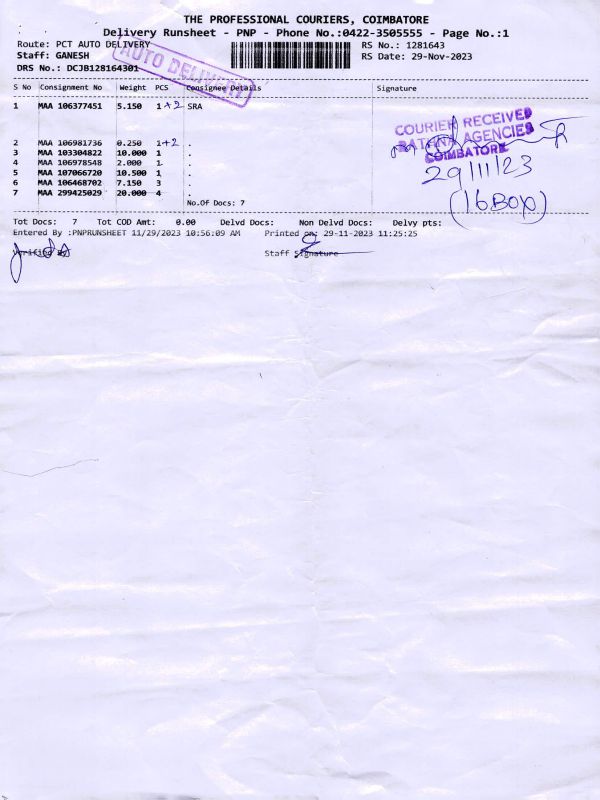 THE PROFESSIONAL COURIERS, COIMBATORE
Delivery Runsheet - PNP - Phone No.:0422-3505555 - Page No.:1
Route: PCT AUTO DELIVERY RS No.: 1281643
Staff: GANESH RS Date: 29-Nov-2023
DRS No.: DCJB128164301
AUTO DELIVERY
S No Consignment No Weight PCS Consignee Details Signature
1 MAA 106377451 5.150 1+2 SRA
COURIER RECEIVED
RATHNA AGENCIES
COIMBATORE
29/11/23
(16 BOX)
2 MAA 106981736 0.250 1+2 .
3 MAA 103304822 10.000 1 .
4 MAA 106978548 2.000 1 .
5 MAA 107066720 10.500 1 .
6 MAA 106468702 7.150 3 .
7 MAA 299425029 20.000 4 .
No.Of Docs: 7
Tot Docs: 7 Tot COD Amt: 0.00 Delvd Docs: Non Delvd Docs: Delvy pts:
Entered By :PNPRUNSHEET 11/29/2023 10:56:09 AM Printed on: 29-11-2023 11:25:25
Verified By Staff Signature